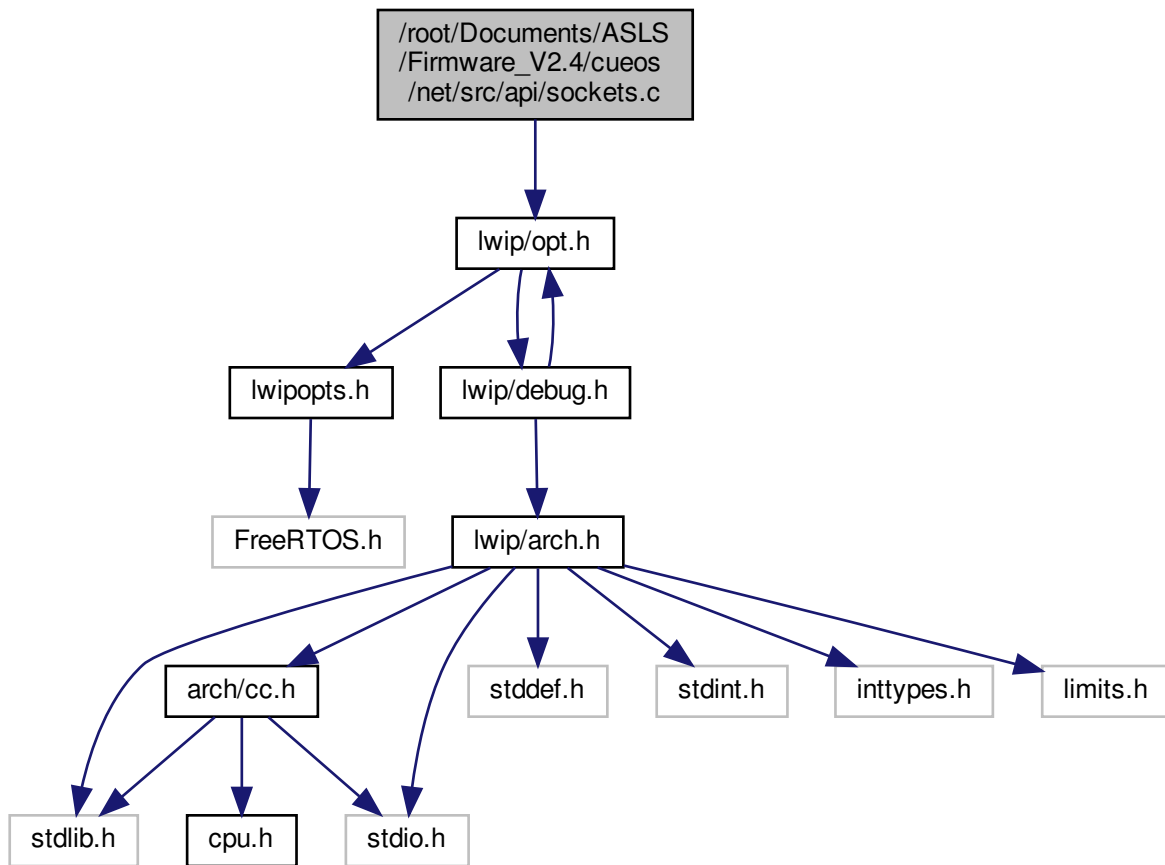 /root/Documents/ASLS
/Firmware_V2.4/cueos
/net/src/api/sockets.c
lwip/opt.h
lwipopts.h
lwip/debug.h
FreeRTOS.h
lwip/arch.h
arch/cc.h
stddef.h
stdint.h
inttypes.h
limits.h
stdlib.h
cpu.h
stdio.h